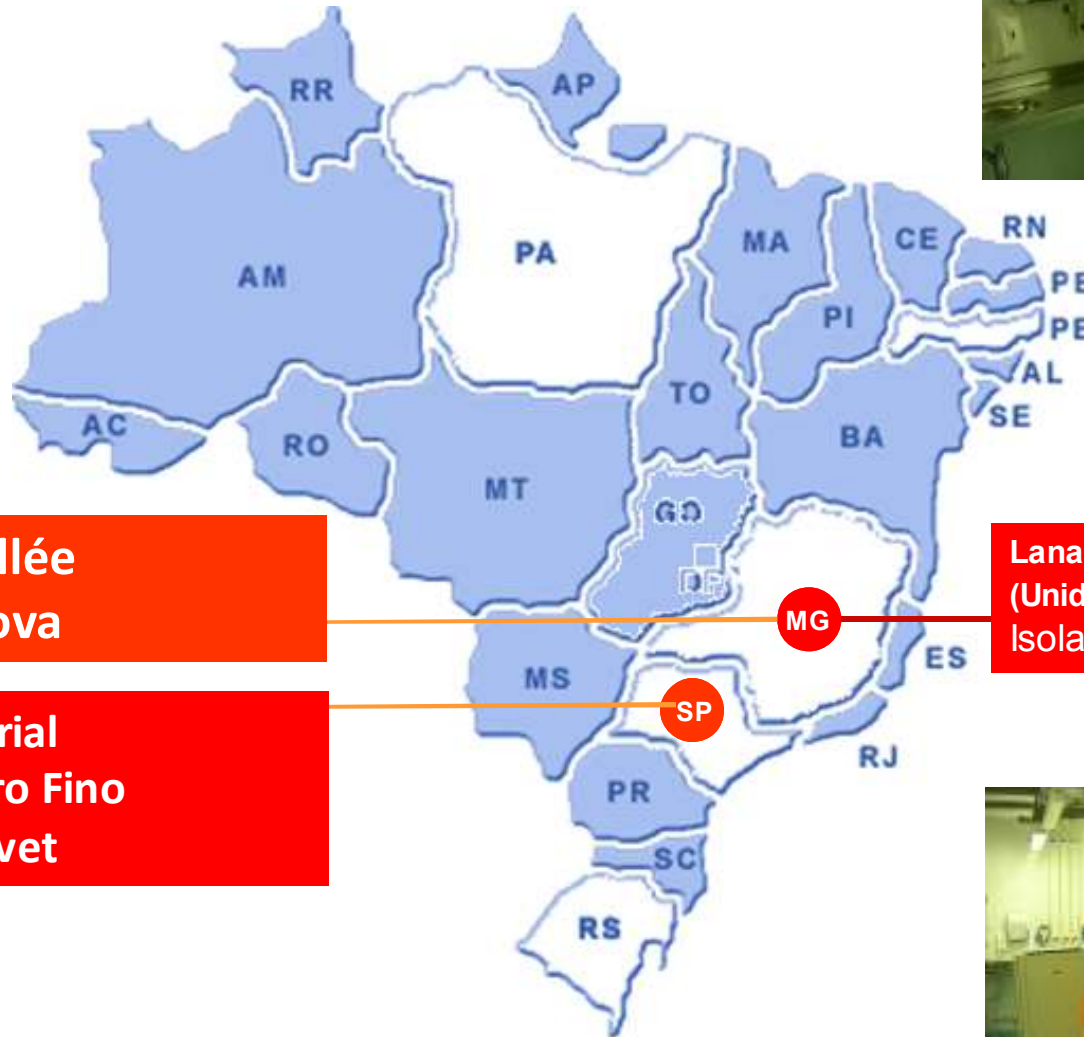 RR
AP
AM
PA
MA
CE
RN
PI
AL
SE
TO
BA
AC
RO
MT
GO
DF
llée
ova
MG
Lana
(Unid
Isola
ES
MS
SP
RJ
rial
ro Fino
vet
PR
SC
RS